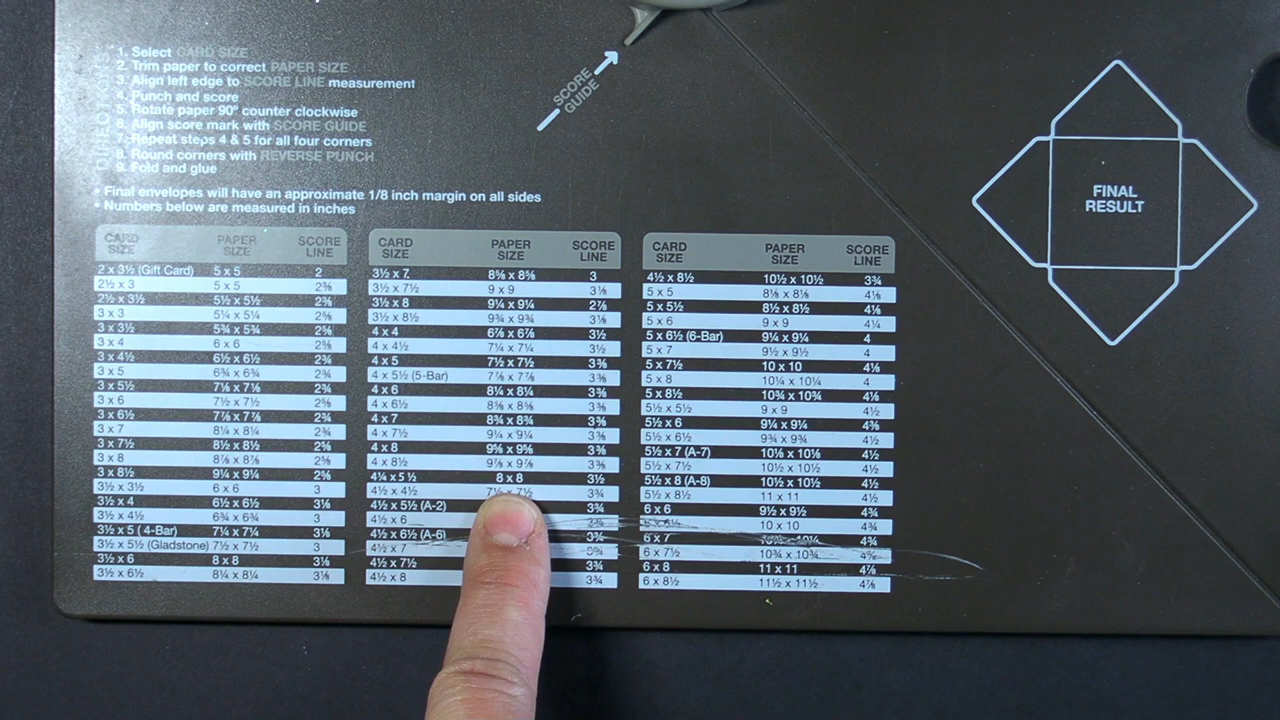 DIRECTIONS
1. Select CARD SIZE
2. Trim paper to correct PAPER SIZE
3. Align left edge to SCORE LINE measurement
4. Punch and score
5. Rotate paper 90° counter clockwise
6. Align score mark with SCORE GUIDE
7. Repeat steps 4 & 5 for all four corners
8. Round corners with REVERSE PUNCH
9. Fold and glue
• Final envelopes will have an approximate 1/8 inch margin on all sides
• Numbers below are measured in inches
SCORE GUIDE
FINAL RESULT
CARD SIZE PAPER SIZE SCORE LINE
2 x 3½ (Gift Card) 5 x 5 2
2½ x 3 5 x 5 2⅜
2½ x 3½ 5½ x 5½ 2⅜
3 x 3 5¼ x 5¼ 2⅝
3 x 3½ 5¾ x 5¾ 2⅝
3 x 4 6 x 6 2⅝
3 x 4½ 6½ x 6½ 2¾
3 x 5 6¾ x 6¾ 2¾
3 x 5½ 7⅛ x 7⅛ 2¾
3 x 6 7½ x 7½ 2⅝
3 x 6½ 7⅞ x 7⅞ 2¾
3 x 7 8¼ x 8¼ 2¾
3 x 7½ 8½ x 8½ 2⅝
3 x 8 8⅞ x 8⅞ 2⅝
3 x 8½ 9¼ x 9¼ 2⅝
3½ x 3½ 6 x 6 3
3½ x 4 6½ x 6½ 3⅛
3½ x 4½ 6¾ x 6¾ 3
3½ x 5 ( 4-Bar) 7¼ x 7¼ 3⅛
3½ x 5½ (Gladstone) 7½ x 7½ 3
3½ x 6 8 x 8 3⅛
3½ x 6½ 8¼ x 8¼ 3⅛
CARD SIZE PAPER SIZE SCORE LINE
3½ x 7 8⅝ x 8⅝ 3
3½ x 7½ 9 x 9 3⅛
3½ x 8 9¼ x 9¼ 2⅞
3½ x 8½ 9¾ x 9¾ 3⅛
4 x 4 6⅞ x 6⅞ 3½
4 x 4½ 7¼ x 7¼ 3½
4 x 5 7½ x 7½ 3⅜
4 x 5½ (5-Bar) 7⅞ x 7⅞ 3⅜
4 x 6 8¼ x 8¼ 3⅜
4 x 6½ 8⅝ x 8⅝ 3⅜
4 x 7 8¾ x 8¾ 3⅜
4 x 7½ 9¼ x 9¼ 3⅜
4 x 8 9⅝ x 9⅝ 3⅜
4 x 8½ 9⅞ x 9⅞ 3⅜
4¼ x 5 ½ 8 x 8 3½
4½ x 4½ 7½ x 7½ 3¾
4½ x 5½ (A-2) 3¾
4½ x 6 3¾
4½ x 6½ (A-6) 3¾
4½ x 7
4½ x 7½ 3¾
4½ x 8 3¾
CARD SIZE PAPER SIZE SCORE LINE
4½ x 8½ 10½ x 10½ 3¾
5 x 5 8⅛ x 8⅛ 4⅛
5 x 5½ 8½ x 8½ 4⅛
5 x 6 9 x 9 4¼
5 x 6½ (6-Bar) 9¼ x 9¼ 4
5 x 7 9½ x 9½ 4
5 x 7½ 10 x 10 4⅛
5 x 8 10¼ x 10¼ 4
5 x 8½ 10¾ x 10¾ 4⅛
5½ x 5½ 9 x 9 4½
5½ x 6 9¼ x 9¼ 4⅜
5½ x 6½ 9¾ x 9¾ 4½
5½ x 7 (A-7) 10⅛ x 10⅛ 4½
5½ x 7½ 10½ x 10½ 4½
5½ x 8 (A-8) 10½ x 10½ 4½
5½ x 8½ 11 x 11 4½
6 x 6 9½ x 9½ 4¾
6 x 6½ 10 x 10 4¾
6 x 7 10¼ x 10¼ 4¾
6 x 7½ 10¾ x 10¾
6 x 8 11 x 11 4⅞
6 x 8½ 11½ x 11½ 4⅞